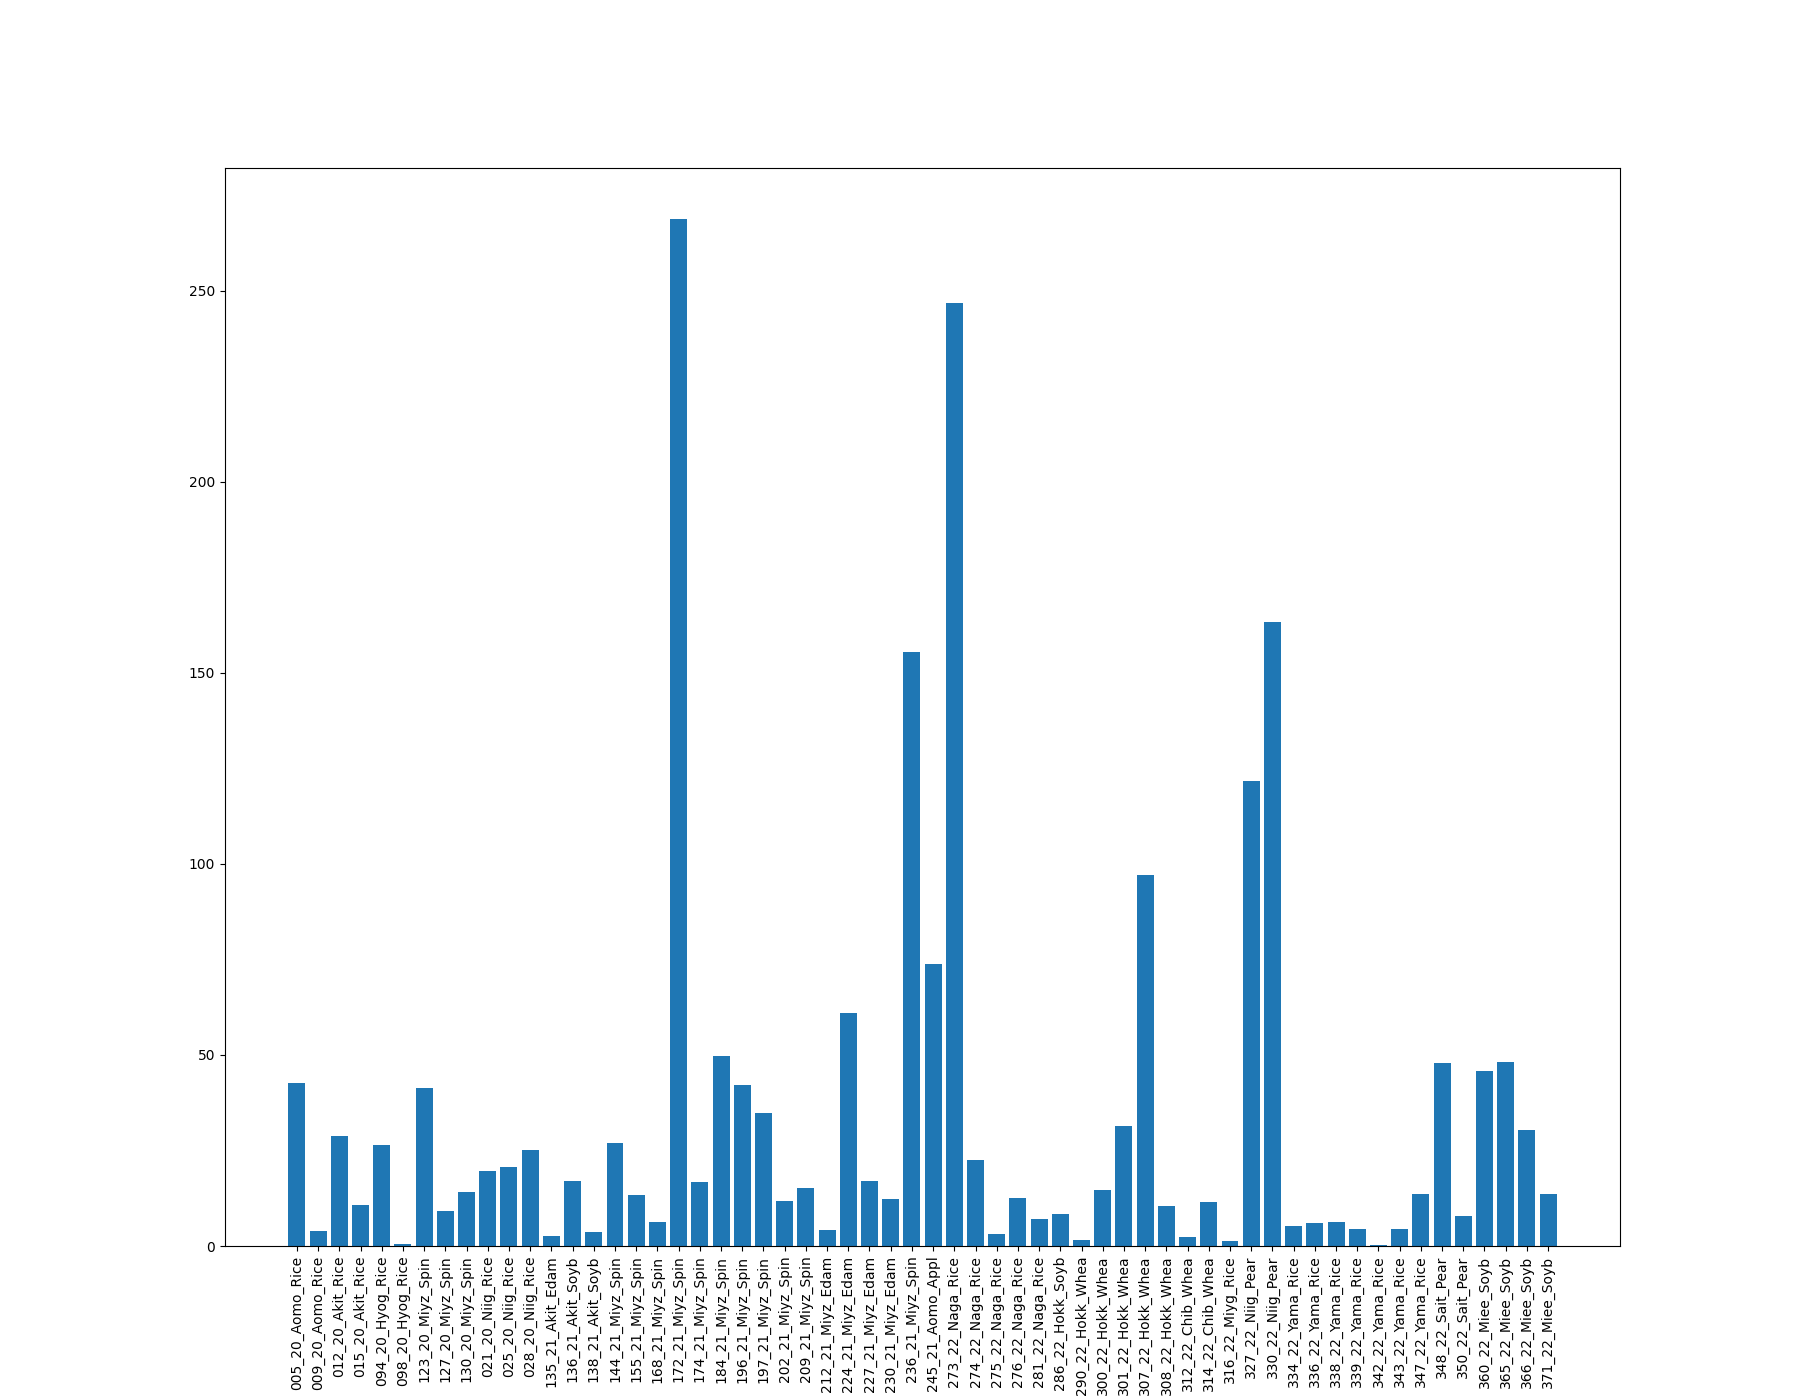 250
200
150
100
50
0
005_20_Aomo_Rice
009_20_Aomo_Rice
012_20_Akit_Rice
015_20_Akit_Rice
094_20_Hyog_Rice
098_20_Hyog_Rice
123_20_Miyz_Spin
127_20_Miyz_Spin
130_20_Miyz_Spin
021_20_Niig_Rice
025_20_Niig_Rice
028_20_Niig_Rice
135_21_Akit_Edam
136_21_Akit_Soyb
138_21_Akit_Soyb
144_21_Miyz_Spin
155_21_Miyz_Spin
168_21_Miyz_Spin
172_21_Miyz_Spin
174_21_Miyz_Spin
184_21_Miyz_Spin
196_21_Miyz_Spin
197_21_Miyz_Spin
202_21_Miyz_Spin
209_21_Miyz_Spin
212_21_Miyz_Edam
224_21_Miyz_Edam
227_21_Miyz_Edam
230_21_Miyz_Edam
236_21_Miyz_Spin
245_21_Aomo_Appl
273_22_Naga_Rice
274_22_Naga_Rice
275_22_Naga_Rice
276_22_Naga_Rice
281_22_Naga_Rice
286_22_Hokk_Soyb
290_22_Hokk_Whea
300_22_Hokk_Whea
301_22_Hokk_Whea
307_22_Hokk_Whea
308_22_Hokk_Whea
312_22_Chib_Whea
314_22_Chib_Whea
316_22_Miyg_Rice
327_22_Niig_Pear
330_22_Niig_Pear
334_22_Yama_Rice
336_22_Yama_Rice
338_22_Yama_Rice
339_22_Yama_Rice
342_22_Yama_Rice
343_22_Yama_Rice
347_22_Yama_Rice
348_22_Sait_Pear
350_22_Sait_Pear
360_22_Miee_Soyb
365_22_Miee_Soyb
366_22_Miee_Soyb
371_22_Miee_Soyb